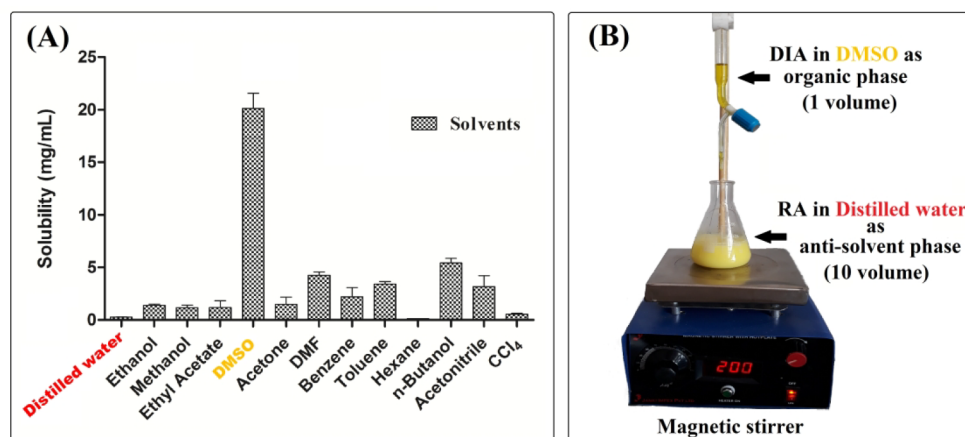 (A)
25
20
15
10
5
0
Solubility (mg/mL)
Solvents
Distilled water
Ethanol
Methanol
Ethyl Acetate
DMSO
Acetone
DMF
Benzene
Toluene
Hexane
n-Butanol
Acetonitrile
CCl₄
(B)
DIA in DMSO as
organic phase
(1 volume)
RA in Distilled water
as
anti-solvent phase
(10 volume)
200
Magnetic stirrer